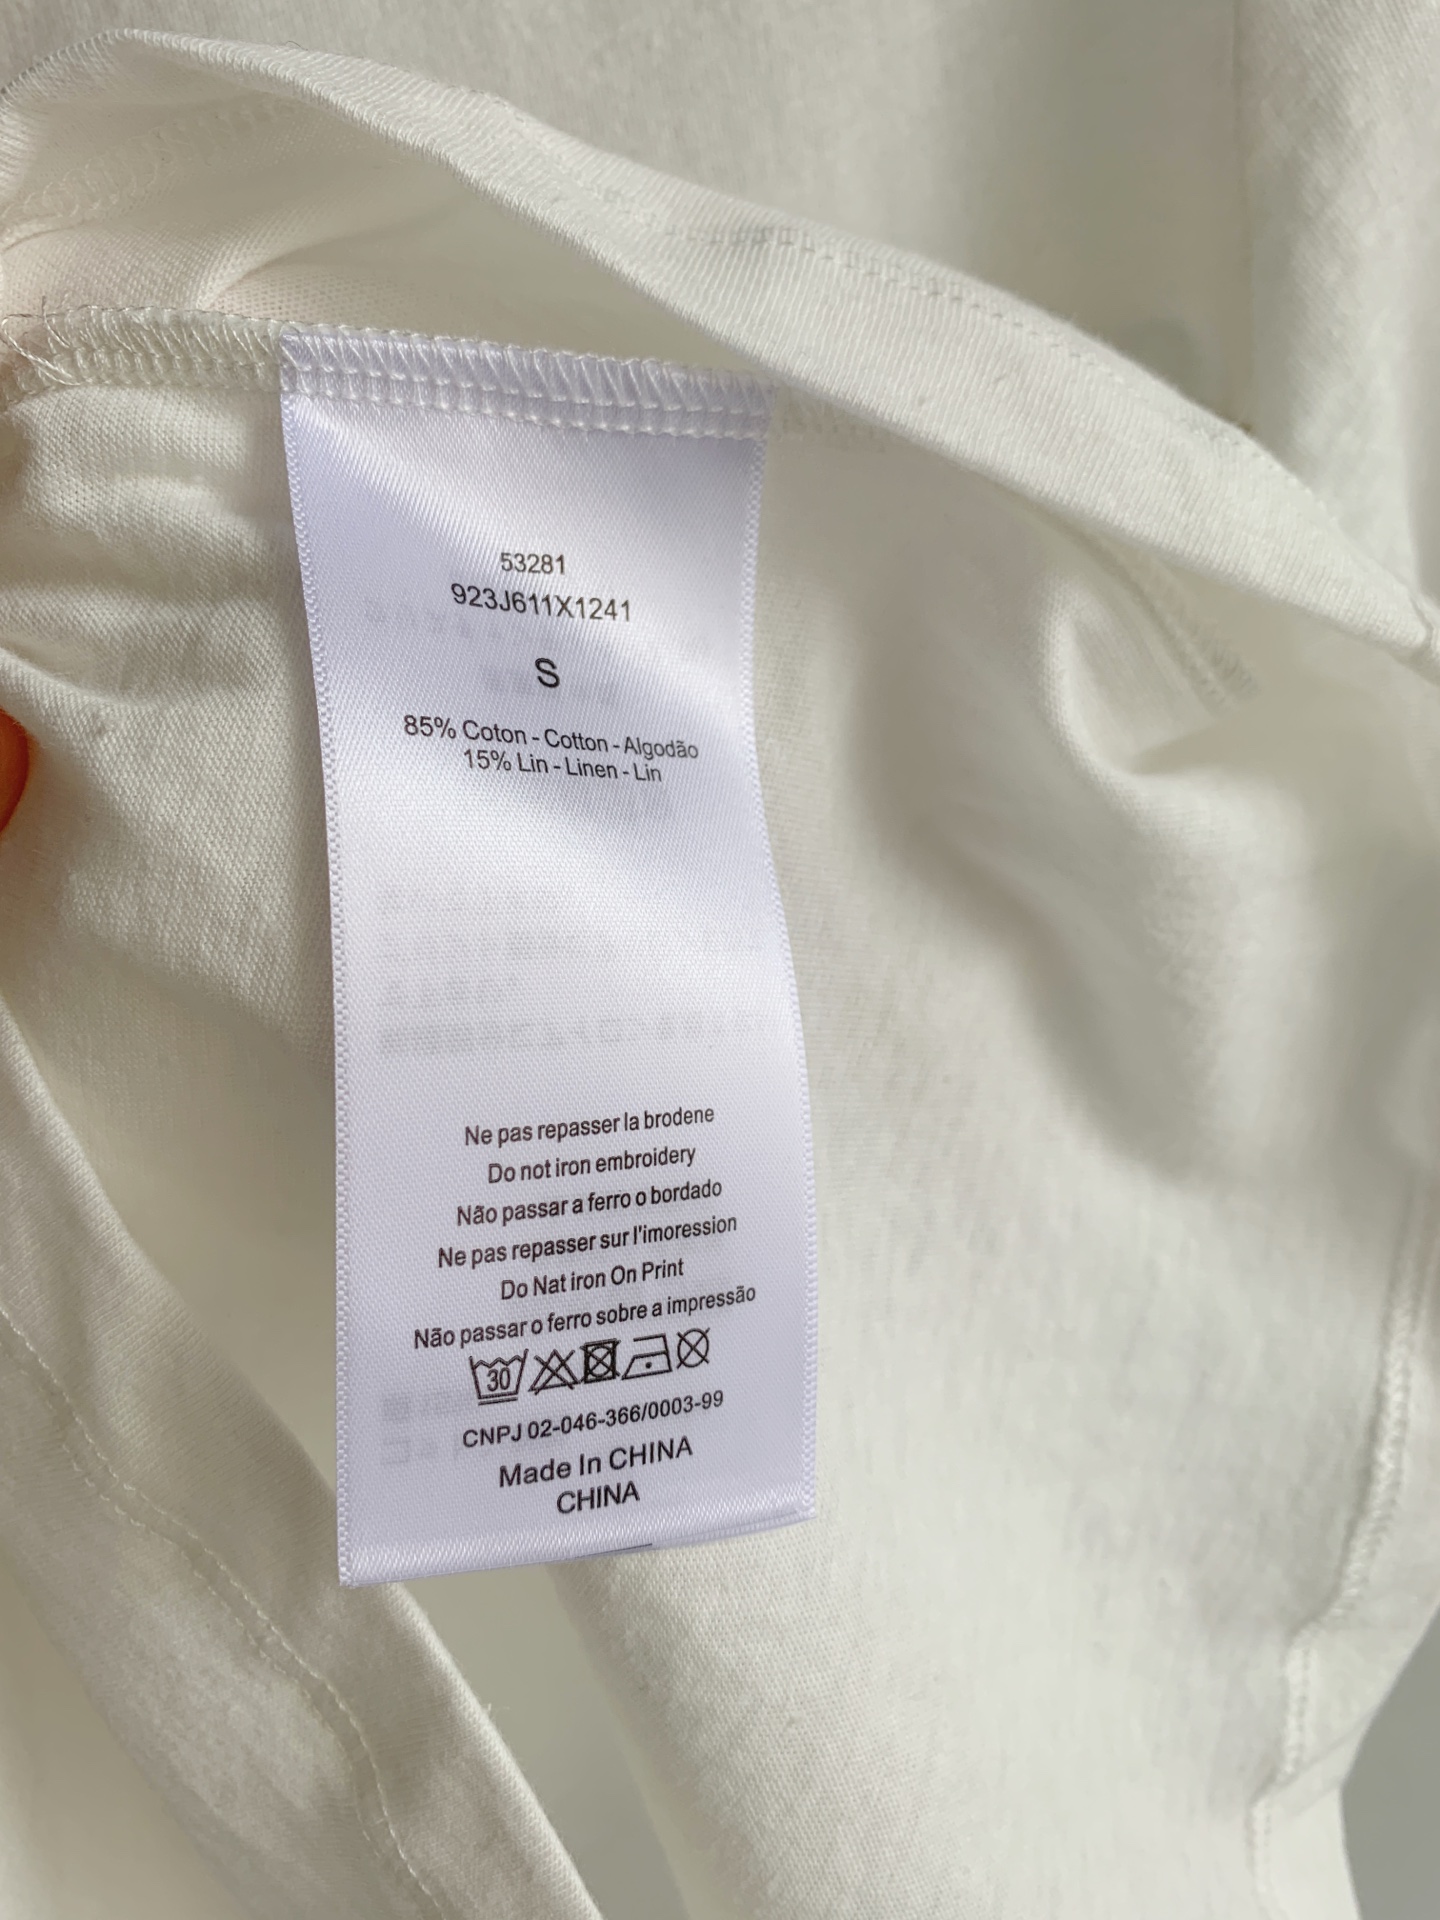 53281
923J611X1241
S
85% Coton - Cotton - Algodão
15% Lin - Linen - Lin
Ne pas repasser la brodene
Do not iron embroidery
Não passar a ferro o bordado
Ne pas repasser sur l'imoression
Do Nat iron On Print
Não passar o ferro sobre a impressão
30
CNPJ 02-046-366/0003-99
Made In CHINA
CHINA